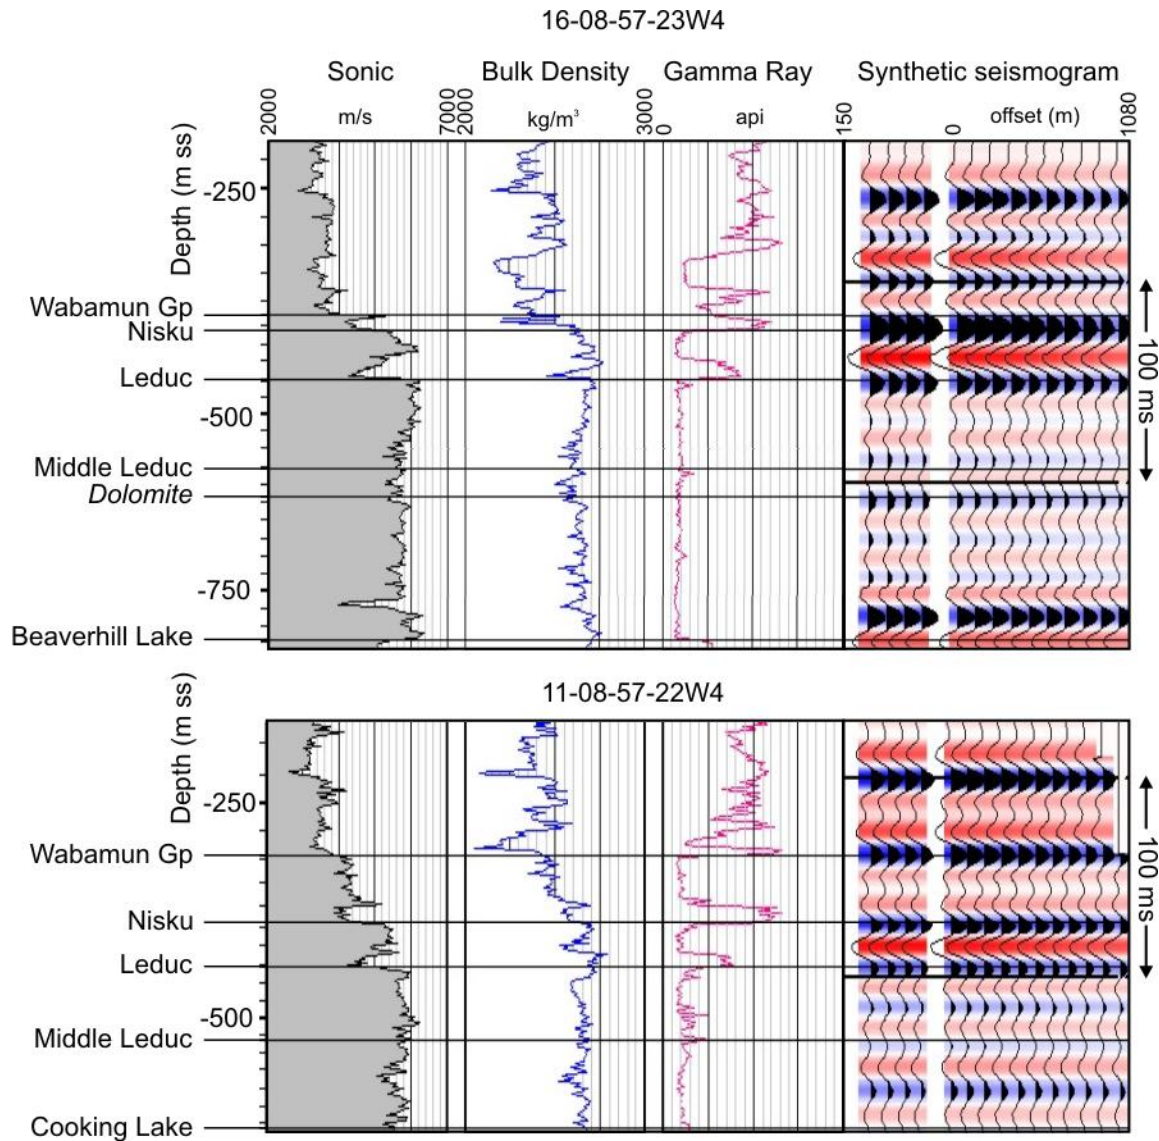 16-08-57-23W4
Sonic Bulk Density Gamma Ray Synthetic seismogram
2000 m/s 7000 2000 kg/m³ 3000 0 api 150 0 offset (m) 1080
Depth (m ss)
-250
Wabamun Gp
Nisku
Leduc
-500
Middle Leduc
Dolomite
-750
Beaverhill Lake
100 ms
11-08-57-22W4
Depth (m ss)
-250
Wabamun Gp
Nisku
Leduc
-500
Middle Leduc
Cooking Lake
100 ms